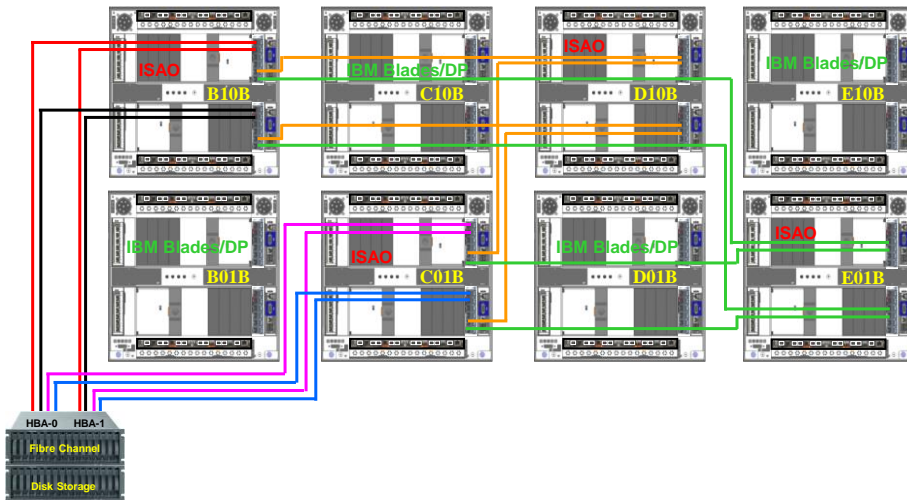 ISAO
B10B
IBM Blades/DP
C10B
ISAO
D10B
IBM Blades/DP
E10B
IBM Blades/DP
B01B
ISAO
C01B
IBM Blades/DP
D01B
ISAO
E01B
HBA-0 HBA-1
Fibre Channel
Disk Storage